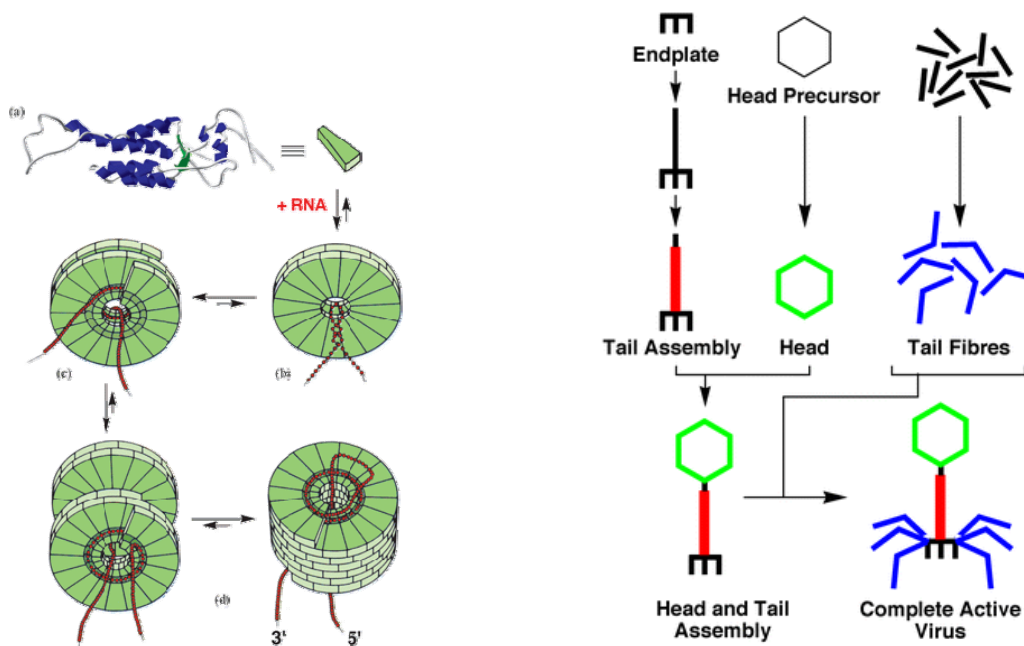 (a)
+ RNA
(c)
(b)
(d)
3'
5'
Endplate
Head Precursor
Tail Assembly
Head
Tail Fibres
Head and Tail
Assembly
Complete Active
Virus